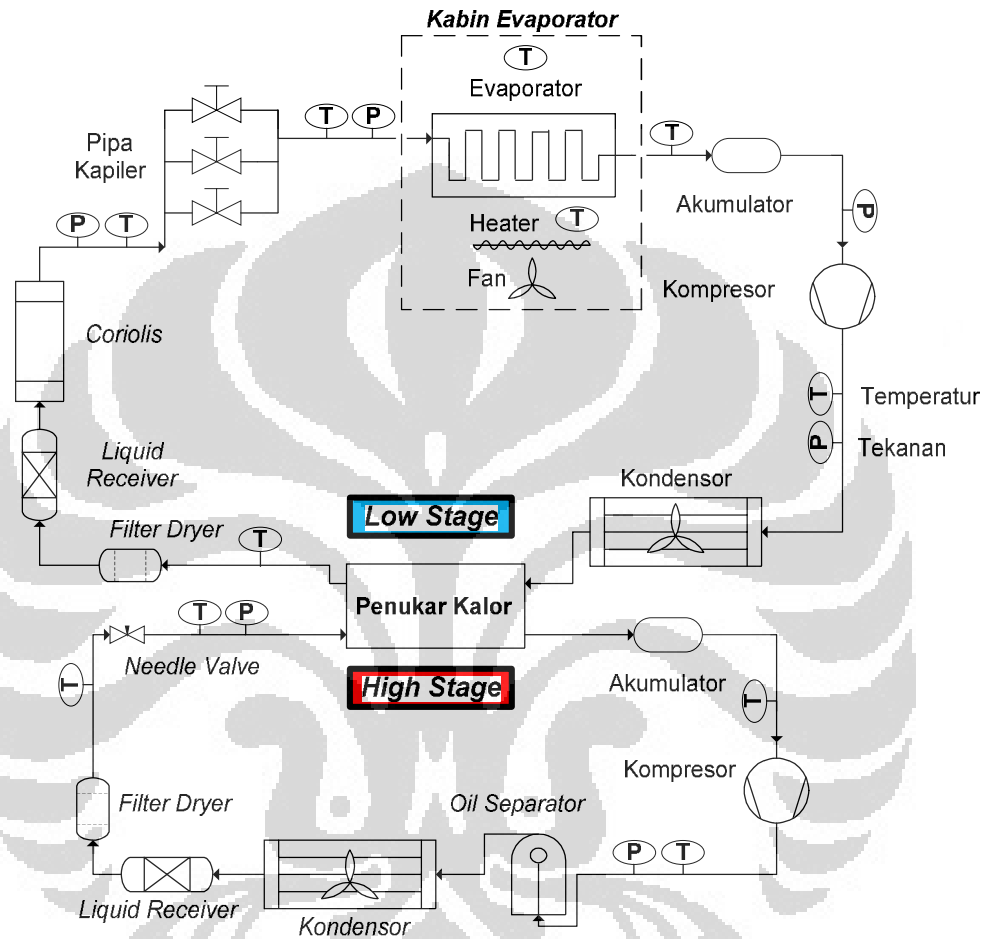 Kabin Evaporator
T
Evaporator
T P
T
Pipa
Kapiler
Akumulator
P
P T
Heater T
Fan
Kompresor
Coriolis
T Temperatur
P Tekanan
Liquid
Receiver
Kondensor
Low Stage
Filter Dryer
T
Penukar Kalor
T P
Needle Valve
T
High Stage
Akumulator
T
Kompresor
Filter Dryer
Oil Separator
P T
Liquid Receiver
Kondensor